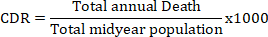 CDR = Total annual Death / Total midyear population x1000